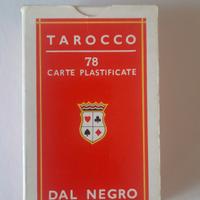 TAROCCO
78
CARTE PLASTIFICATE
DAL NEGRO